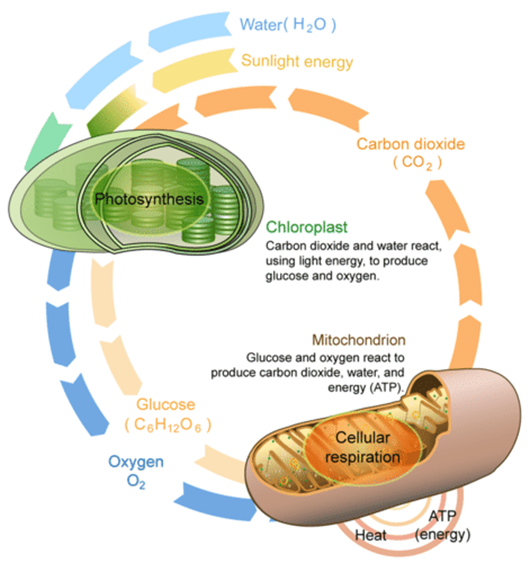 Water(H₂O)
Sunlight energy
Carbon dioxide
(CO₂)
Photosynthesis
Chloroplast
Carbon dioxide and water react,
using light energy, to produce
glucose and oxygen.
Mitochondrion
Glucose and oxygen react to
produce carbon dioxide, water, and
energy (ATP).
Glucose
(C₆H₁₂O₆)
Oxygen
O₂
Cellular
respiration
Heat
ATP
(energy)